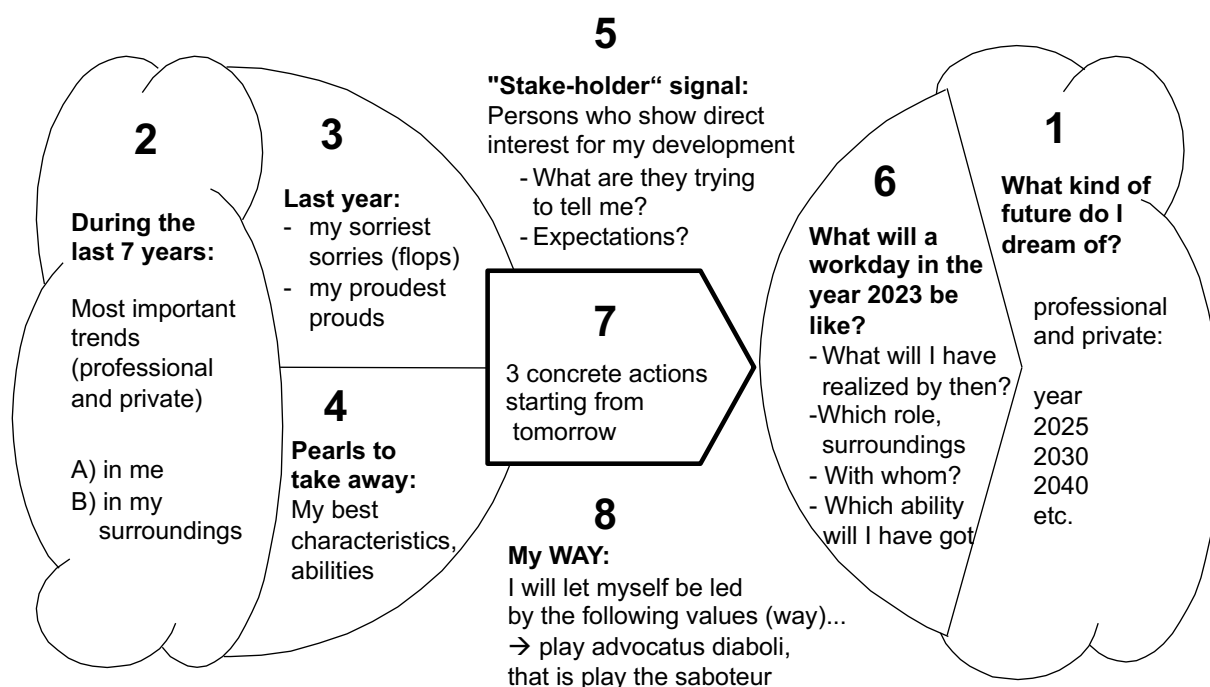 5
"Stake-holder“ signal:
Persons who show direct
interest for my development
- What are they trying
to tell me?
- Expectations?
2
During the
last 7 years:
Most important
trends
(professional
and private)
A) in me
B) in my
surroundings
3
Last year:
- my sorriest
sorries (flops)
- my proudest
prouds
4
Pearls to
take away:
My best
characteristics,
abilities
7
3 concrete actions
starting from
tomorrow
8
My WAY:
I will let myself be led
by the following values (way)...
→ play advocatus diaboli,
that is play the saboteur
6
What will a
workday in the
year 2023 be
like?
- What will I have
realized by then?
-Which role,
surroundings
- With whom?
- Which ability
will I have got
1
What kind of
future do I
dream of?
professional
and private:
year
2025
2030
2040
etc.